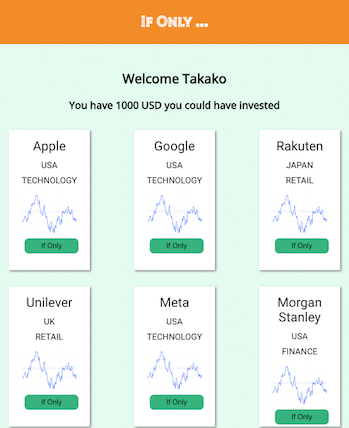 If Only ...
Welcome Takako
You have 1000 USD you could have invested
Apple
USA
TECHNOLOGY
If Only
Google
USA
TECHNOLOGY
If Only
Rakuten
JAPAN
RETAIL
If Only
Unilever
UK
RETAIL
If Only
Meta
USA
TECHNOLOGY
If Only
Morgan
Stanley
USA
FINANCE
If Only